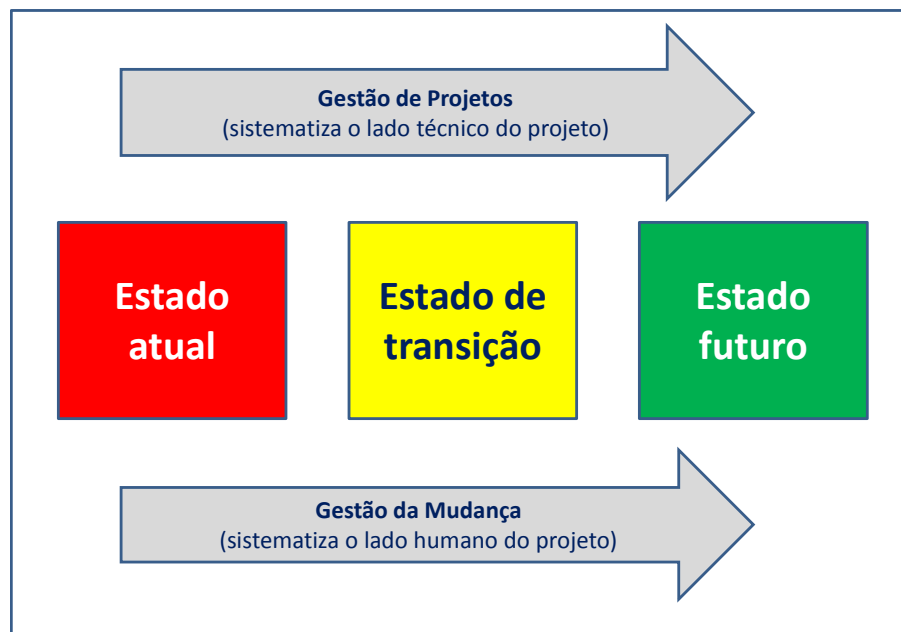 Gestão de Projetos
(sistematiza o lado técnico do projeto)
Estado
atual
Estado de
transição
Estado
futuro
Gestão da Mudança
(sistematiza o lado humano do projeto)